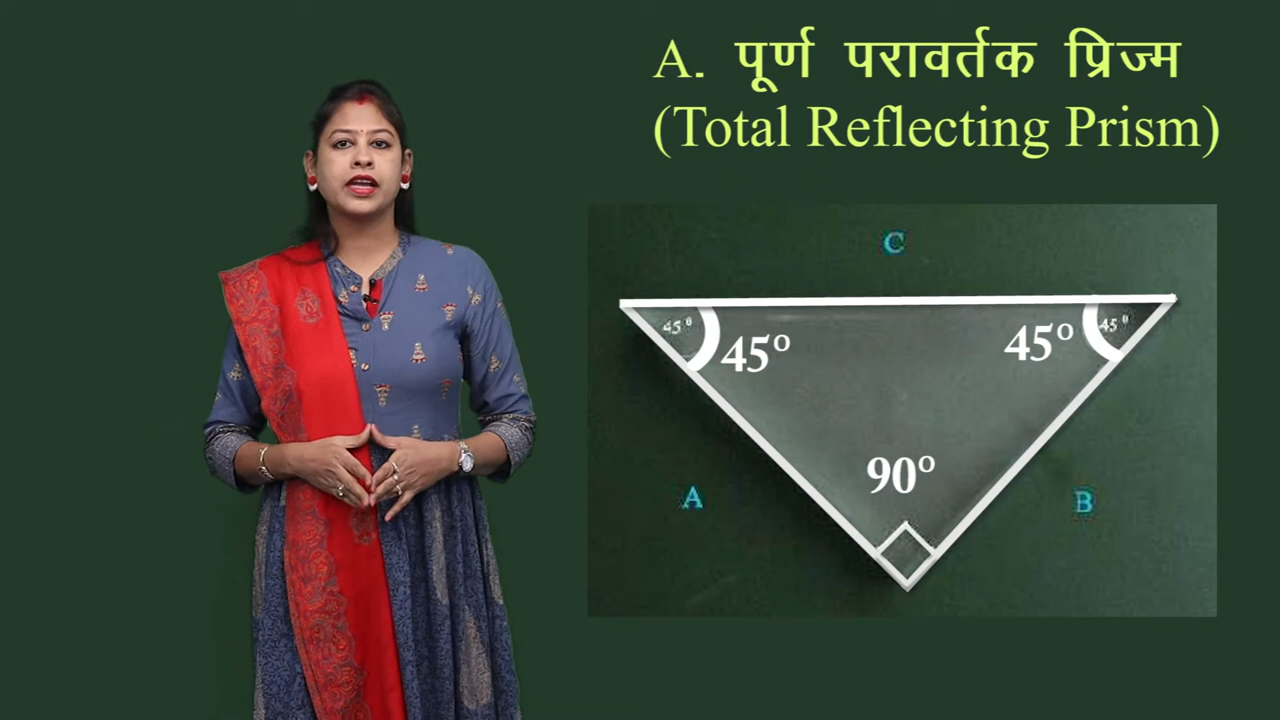 A. पूर्ण परावर्तक प्रिज्म
(Total Reflecting Prism)
C
45° 45° 45° 45°
90°
A B